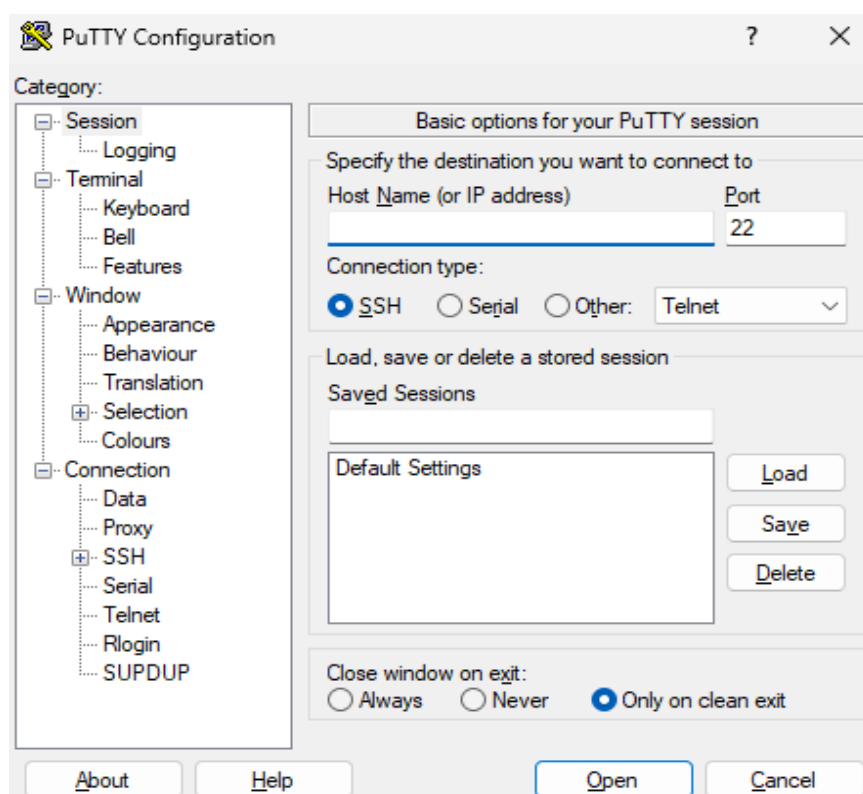 PuTTY Configuration
?
Category:
Session
Logging
Terminal
Keyboard
Bell
Features
Window
Appearance
Behaviour
Translation
Selection
Colours
Connection
Data
Proxy
SSH
Serial
Telnet
Rlogin
SUPDUP
Basic options for your PuTTY session
Specify the destination you want to connect to
Host Name (or IP address) Port
22
Connection type:
SSH Serial Other: Telnet
Load, save or delete a stored session
Saved Sessions
Default Settings
Load
Save
Delete
Close window on exit:
Always Never Only on clean exit
About Help Open Cancel